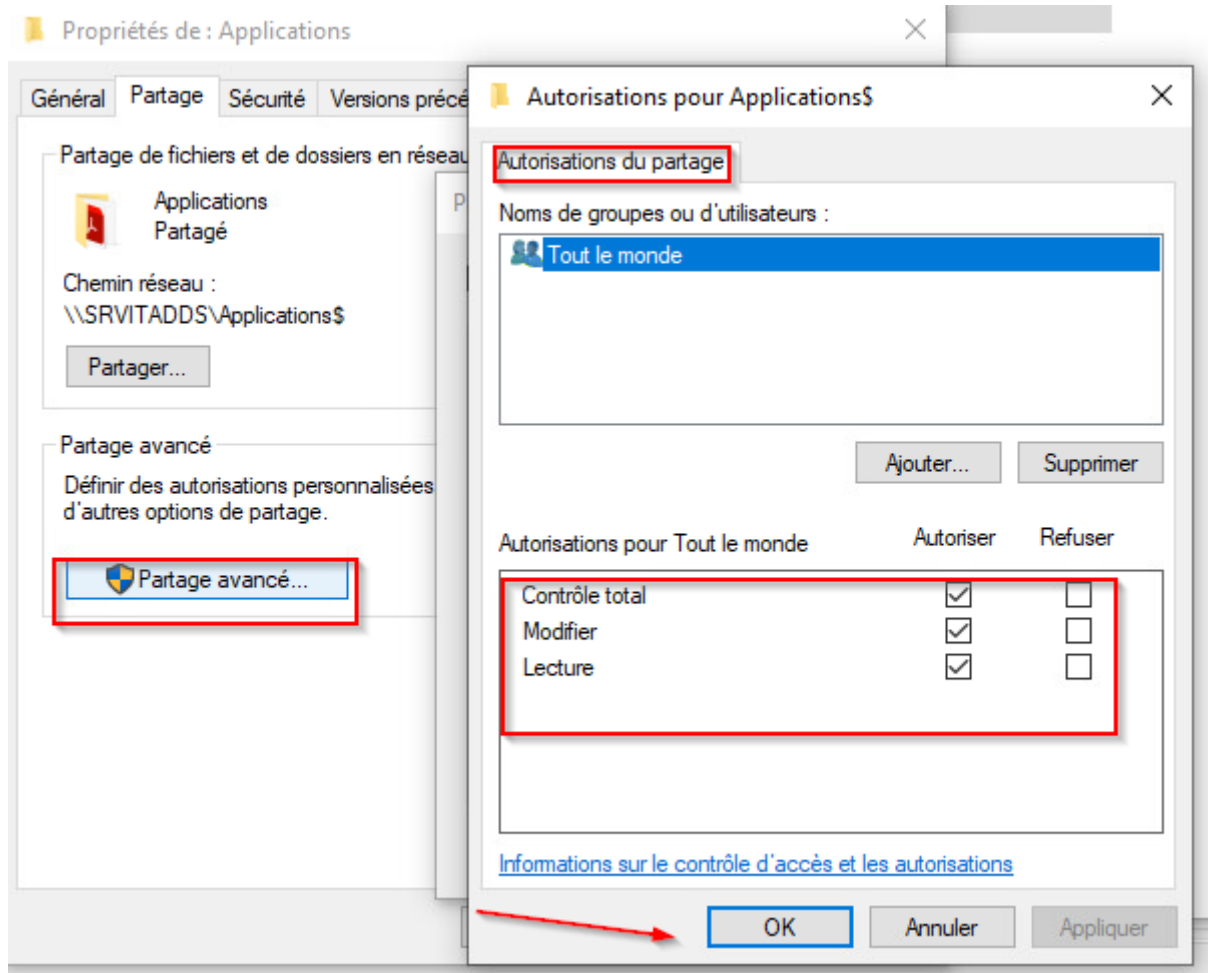 Propriétés de : Applications
Général Partage Sécurité Versions précé
Partage de fichiers et de dossiers en réseau
Applications
Partagé
Chemin réseau :
\\SRVITADDS\Applications$
Partager...
Partage avancé
Définir des autorisations personnalisées
d'autres options de partage.
Partage avancé...
P
Autorisations pour Applications$
Autorisations du partage
Noms de groupes ou d'utilisateurs :
Tout le monde
Ajouter... Supprimer
Autorisations pour Tout le monde Autoriser Refuser
Contrôle total
Modifier
Lecture
Informations sur le contrôle d'accès et les autorisations
OK Annuler Appliquer